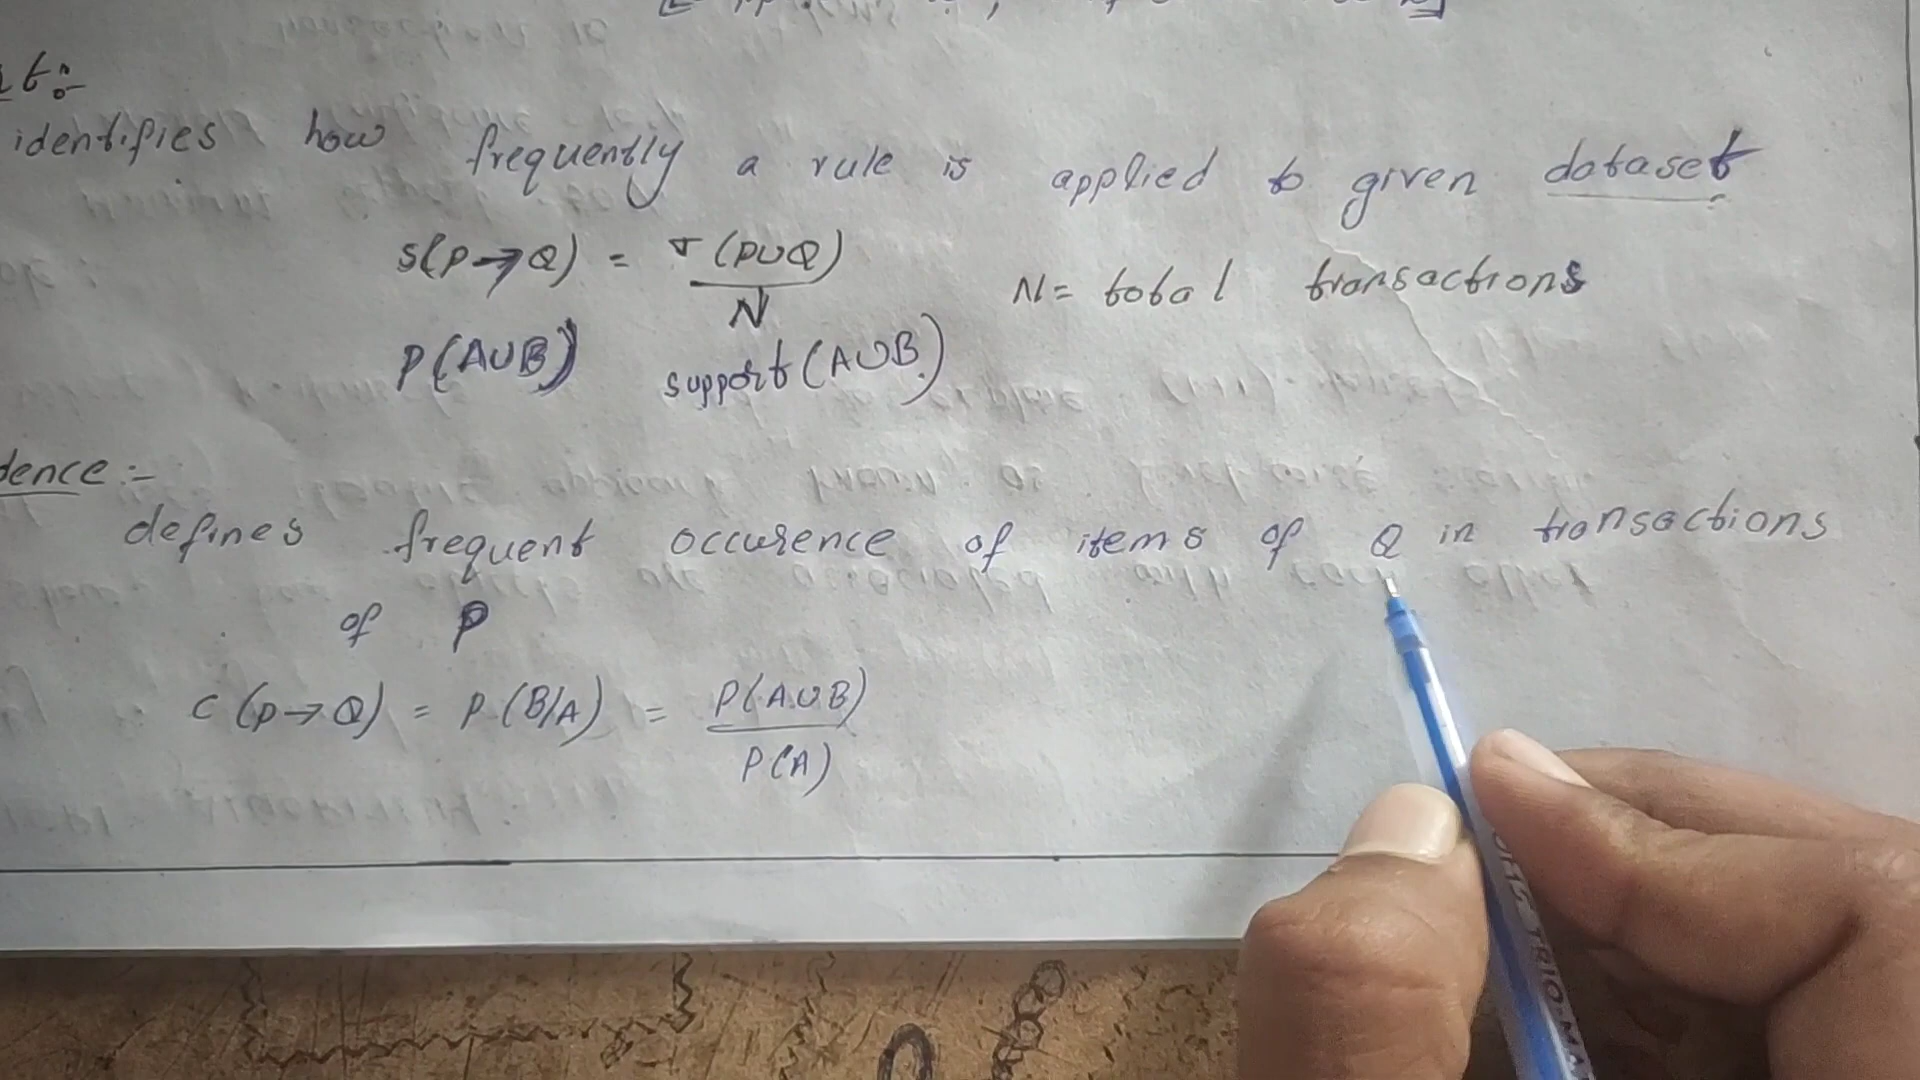 identifies how frequently a rule is applied to given dataset
S(P→Q) = σ(P∪Q) / N N = total transactions
P(A∪B) support(A∪B)
dence :-
defines frequent occurence of items of Q in transactions
of P
C(P→Q) = P(B/A) = P(A∪B) / P(A)